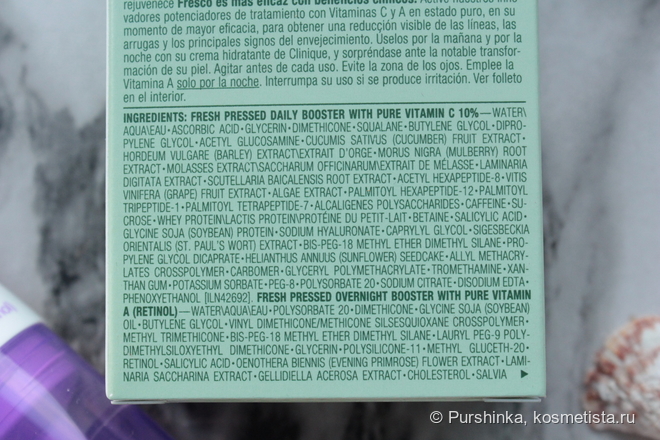 rejuvenece Fresco es más eficaz con beneficios clínicos. Active nuestros inno-
vadores potenciadores de tratamiento con Vitaminas C y A en estado puro, en su
momento de mayor eficacia, para obtener una reducción visible de las líneas, las
arrugas y los principales signos del envejecimiento. Úselos por la mañana y por la
noche con su crema hidratante de Clinique, y sorpréndase ante la notable transfor-
mación de su piel. Agitar antes de cada uso. Evite la zona de los ojos. Emplee la
Vitamina A solo por la noche. Interrumpa su uso si se produce irritación. Ver folleto
en el interior.
INGREDIENTS: FRESH PRESSED DAILY BOOSTER WITH PURE VITAMIN C 10%—WATER\
AQUA\EAU•ASCORBIC ACID•GLYCERIN•DIMETHICONE•SQUALANE•BUTYLENE GLYCOL•DIPRO-
PYLENE GLYCOL•ACETYL GLUCOSAMINE•CUCUMIS SATIVUS (CUCUMBER) FRUIT EXTRACT•
HORDEUM VULGARE (BARLEY) EXTRACT\EXTRAIT D'ORGE•MORUS NIGRA (MULBERRY) ROOT
EXTRACT•MOLASSES EXTRACT\SACCHARUM OFFICINARUM\EXTRAIT DE MÉLASSE•LAMINARIA
DIGITATA EXTRACT•SCUTELLARIA BAICALENSIS ROOT EXTRACT•ACETYL HEXAPEPTIDE-8•VITIS
VINIFERA (GRAPE) FRUIT EXTRACT•ALGAE EXTRACT•PALMITOYL HEXAPEPTIDE-12•PALMITOYL
TRIPEPTIDE-1•PALMITOYL TETRAPEPTIDE-7•ALCALIGENES POLYSACCHARIDES•CAFFEINE•SU-
CROSE•WHEY PROTEIN\LACTIS PROTEIN\PROTÉINE DU PETIT-LAIT•BETAINE•SALICYLIC ACID•
GLYCINE SOJA (SOYBEAN) PROTEIN•SODIUM HYALURONATE•CAPRYLYL GLYCOL•SIGESBECKIA
ORIENTALIS (ST. PAUL'S WORT) EXTRACT•BIS-PEG-18 METHYL ETHER DIMETHYL SILANE•PRO-
PYLENE GLYCOL DICAPRATE•HELIANTHUS ANNUUS (SUNFLOWER) SEEDCAKE•ALLYL METHACRY-
LATES CROSSPOLYMER•CARBOMER•GLYCERYL POLYMETHACRYLATE•TROMETHAMINE•XAN-
THAN GUM•POTASSIUM SORBATE•PEG-8•POLYSORBATE 20•SODIUM CITRATE•DISODIUM EDTA•
PHENOXYETHANOL [ILN42692]. FRESH PRESSED OVERNIGHT BOOSTER WITH PURE VITAMIN
A (RETINOL)—WATER\AQUA\EAU•POLYSORBATE 20•DIMETHICONE•GLYCINE SOJA (SOYBEAN)
OIL•BUTYLENE GLYCOL•VINYL DIMETHICONE/METHICONE SILSESQUIOXANE CROSSPOLYMER•
METHYL TRIMETHICONE•BIS-PEG-18 METHYL ETHER DIMETHYL SILANE•LAURYL PEG-9 POLY-
DIMETHYLSILOXYETHYL DIMETHICONE•GLYCERIN•POLYSILICONE-11•METHYL GLUCETH-20•
RETINOL•SALICYLIC ACID•OENOTHERA BIENNIS (EVENING PRIMROSE) FLOWER EXTRACT•LAMI-
NARIA SACCHARINA EXTRACT•GELLIDIELLA ACEROSA EXTRACT•CHOLESTEROL•SALVIA ▶
© Purshinka, kosmetista.ru